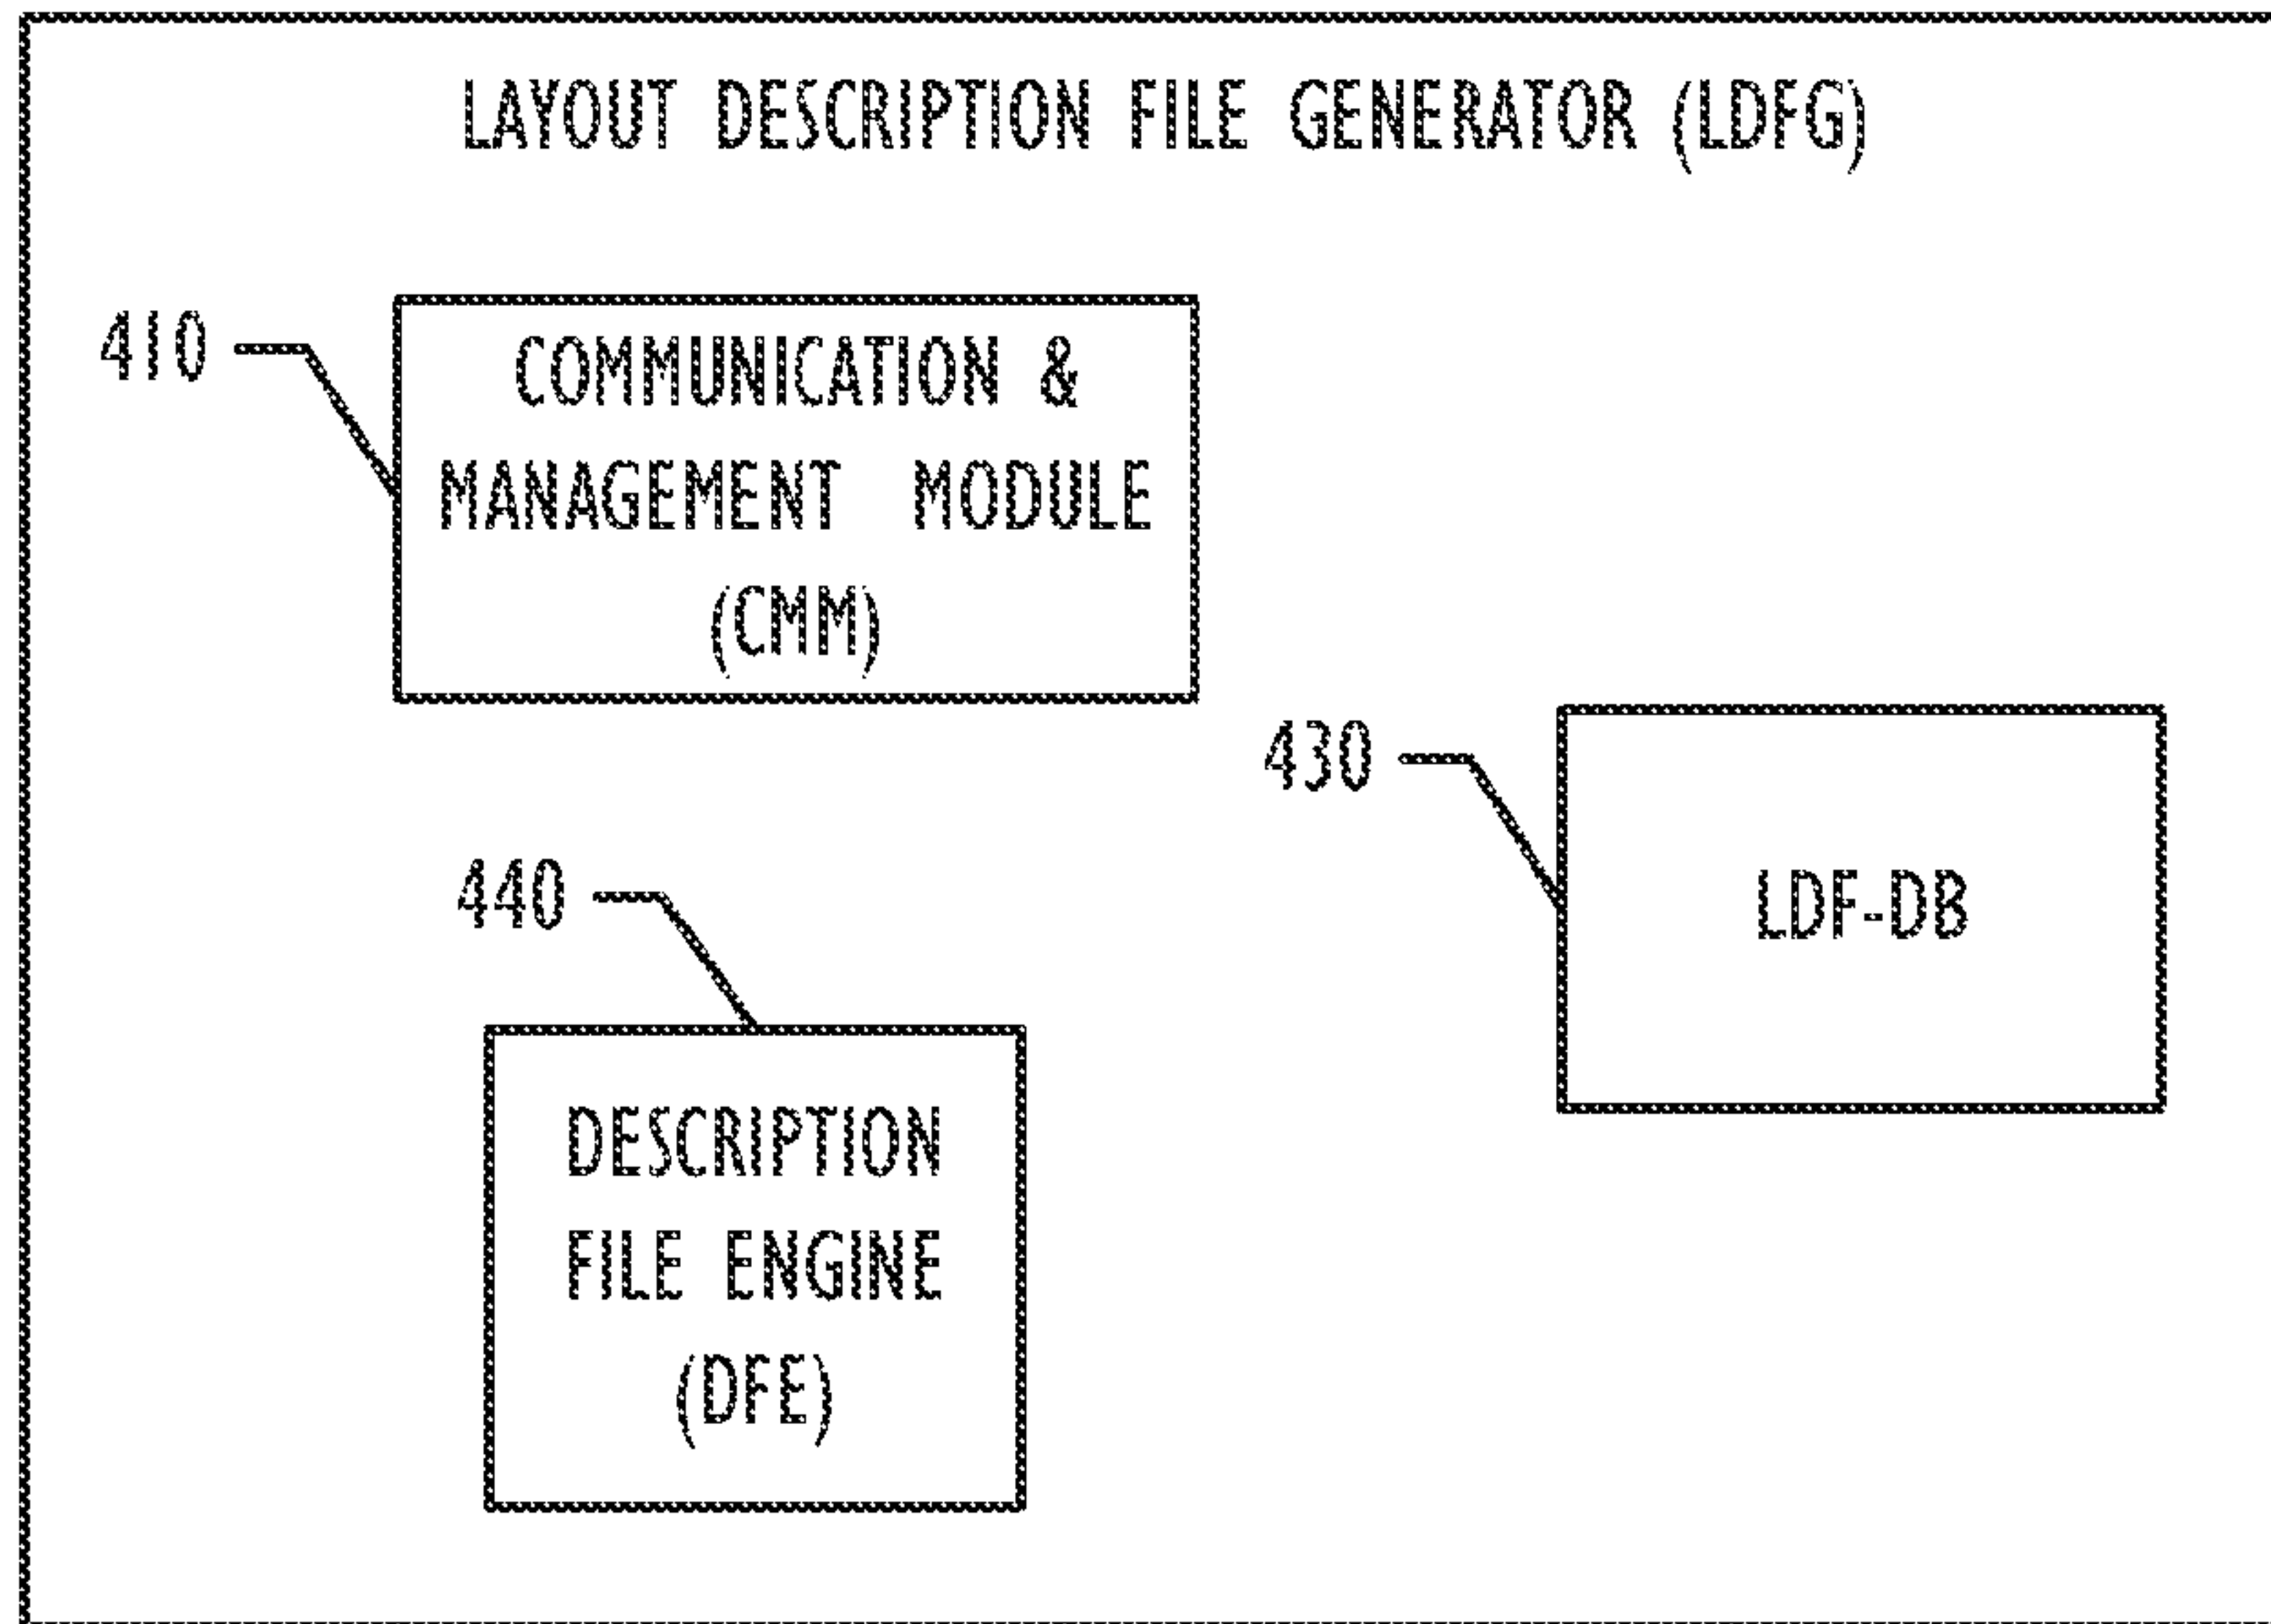 LAYOUT DESCRIPTION FILE GENERATOR (LDFG)
410
COMMUNICATION &
MANAGEMENT MODULE
(CMM)
430
LDF-DB
440
DESCRIPTION
FILE ENGINE
(DFE)